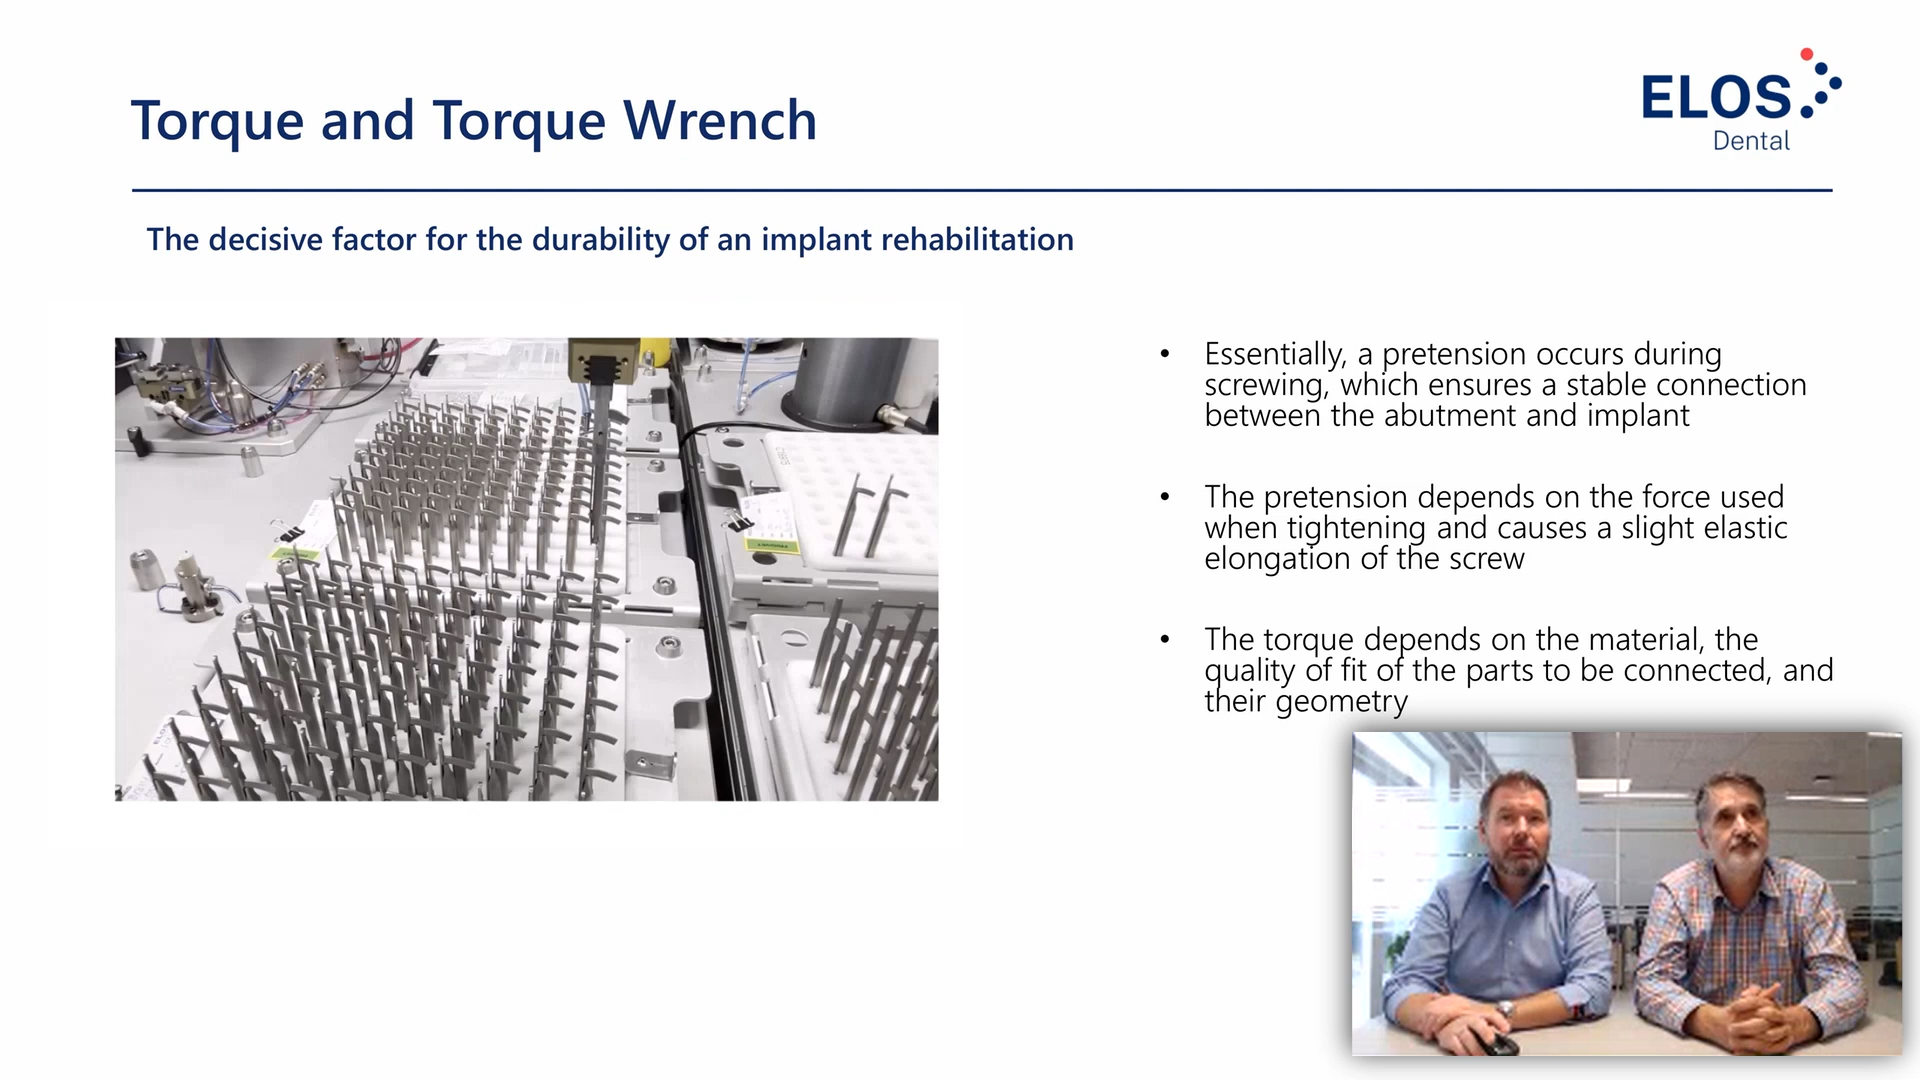 Torque and Torque Wrench
ELOS
Dental
The decisive factor for the durability of an implant rehabilitation
• Essentially, a pretension occurs during
screwing, which ensures a stable connection
between the abutment and implant
• The pretension depends on the force used
when tightening and causes a slight elastic
elongation of the screw
• The torque depends on the material, the
quality of fit of the parts to be connected, and
their geometry